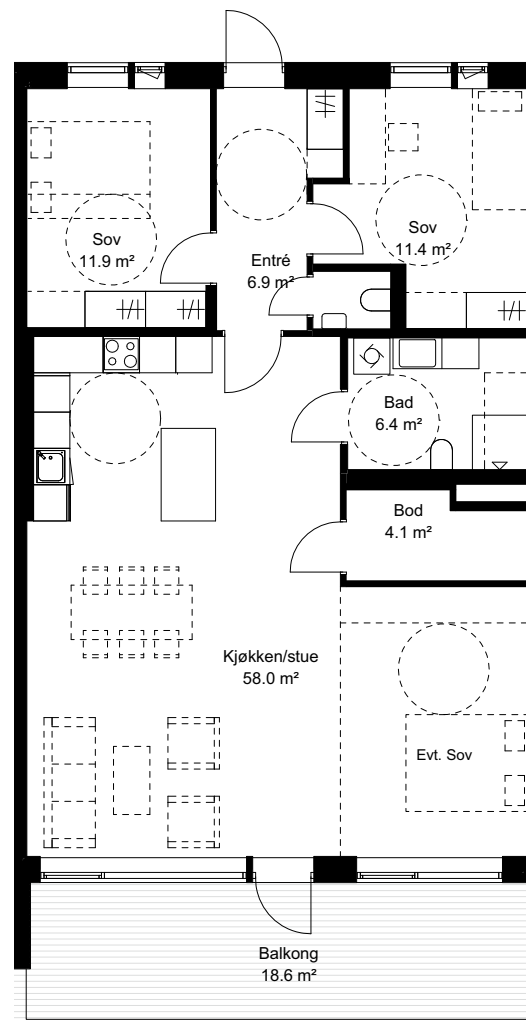 Sov
11.9 m²
Entré
6.9 m²
Sov
11.4 m²
Bad
6.4 m²
Bod
4.1 m²
Kjøkken/stue
58.0 m²
Evt. Sov
Balkong
18.6 m²